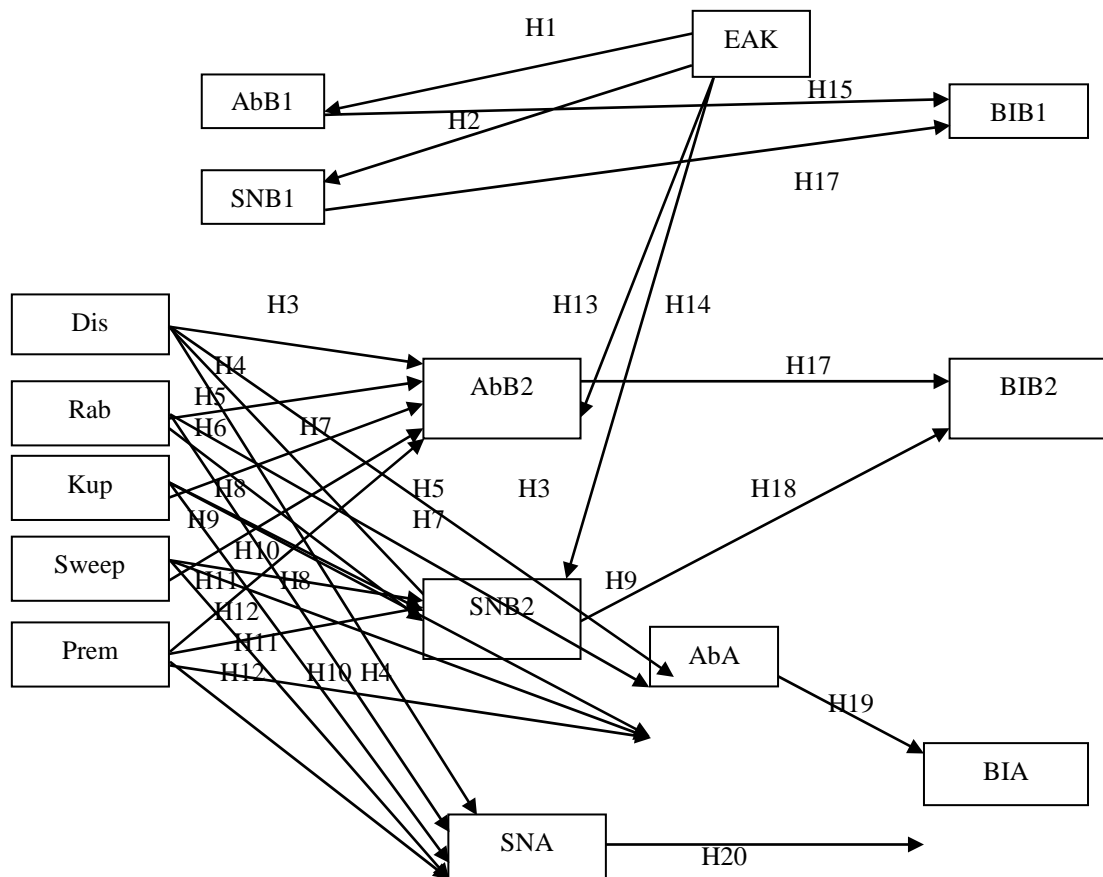 H1
EAK
AbB1
H15
BIB1
H2
SNB1
H17
Dis
H3
H13
H14
H4
AbB2
H17
BIB2
Rab
H5
H6
H7
Kup
H8
H5
H3
H18
H9
H7
Sweep
H10
H11
H8
SNB2
H9
H12
Prem
H11
AbA
H12
H10
H4
H19
BIA
SNA
H20